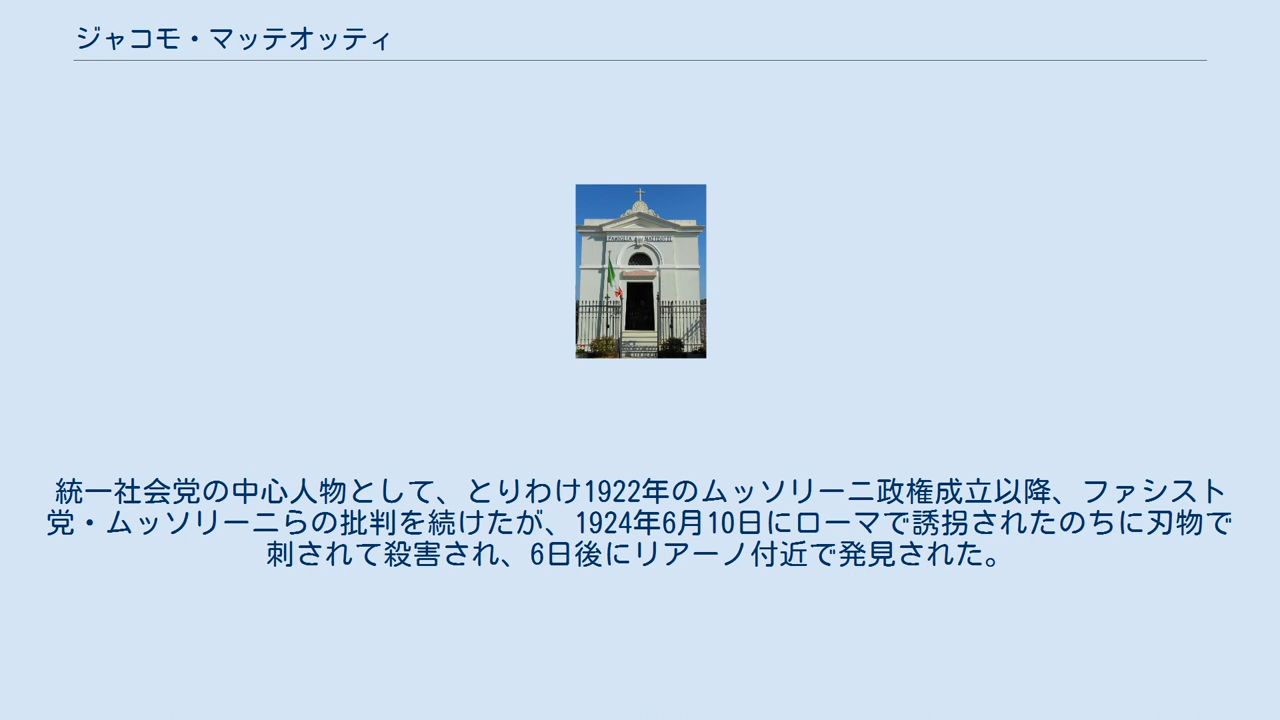 ジャコモ・マッテオッティ
FAMIGLIA MATTEOTTI
統一社会党の中心人物として、とりわけ1922年のムッソリーニ政権成立以降、ファシスト
党・ムッソリーニらの批判を続けたが、1924年6月10日にローマで誘拐されたのちに刃物で
刺されて殺害され、6日後にリアーノ付近で発見された。